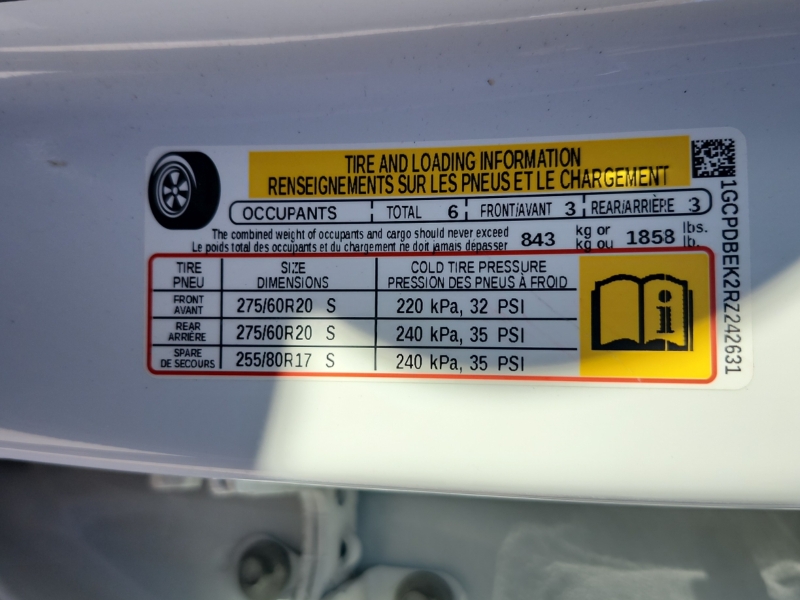 TIRE AND LOADING INFORMATION
RENSEIGNEMENTS SUR LES PNEUS ET LE CHARGEMENT
OCCUPANTS TOTAL 6 FRONT/AVANT 3 REAR/ARRIÈRE 3
The combined weight of occupants and cargo should never exceed 843 kg or 1858 lbs.
Le poids total des occupants et du chargement ne doit jamais dépasser kg ou lb.
TIRE SIZE COLD TIRE PRESSURE
PNEU DIMENSIONS PRESSION DES PNEUS À FROID
FRONT
AVANT 275/60R20 S 220 kPa, 32 PSI
REAR
ARRIÈRE 275/60R20 S 240 kPa, 35 PSI
SPARE
DE SECOURS 255/80R17 S 240 kPa, 35 PSI
i
1GCPDBEK2RZ242631